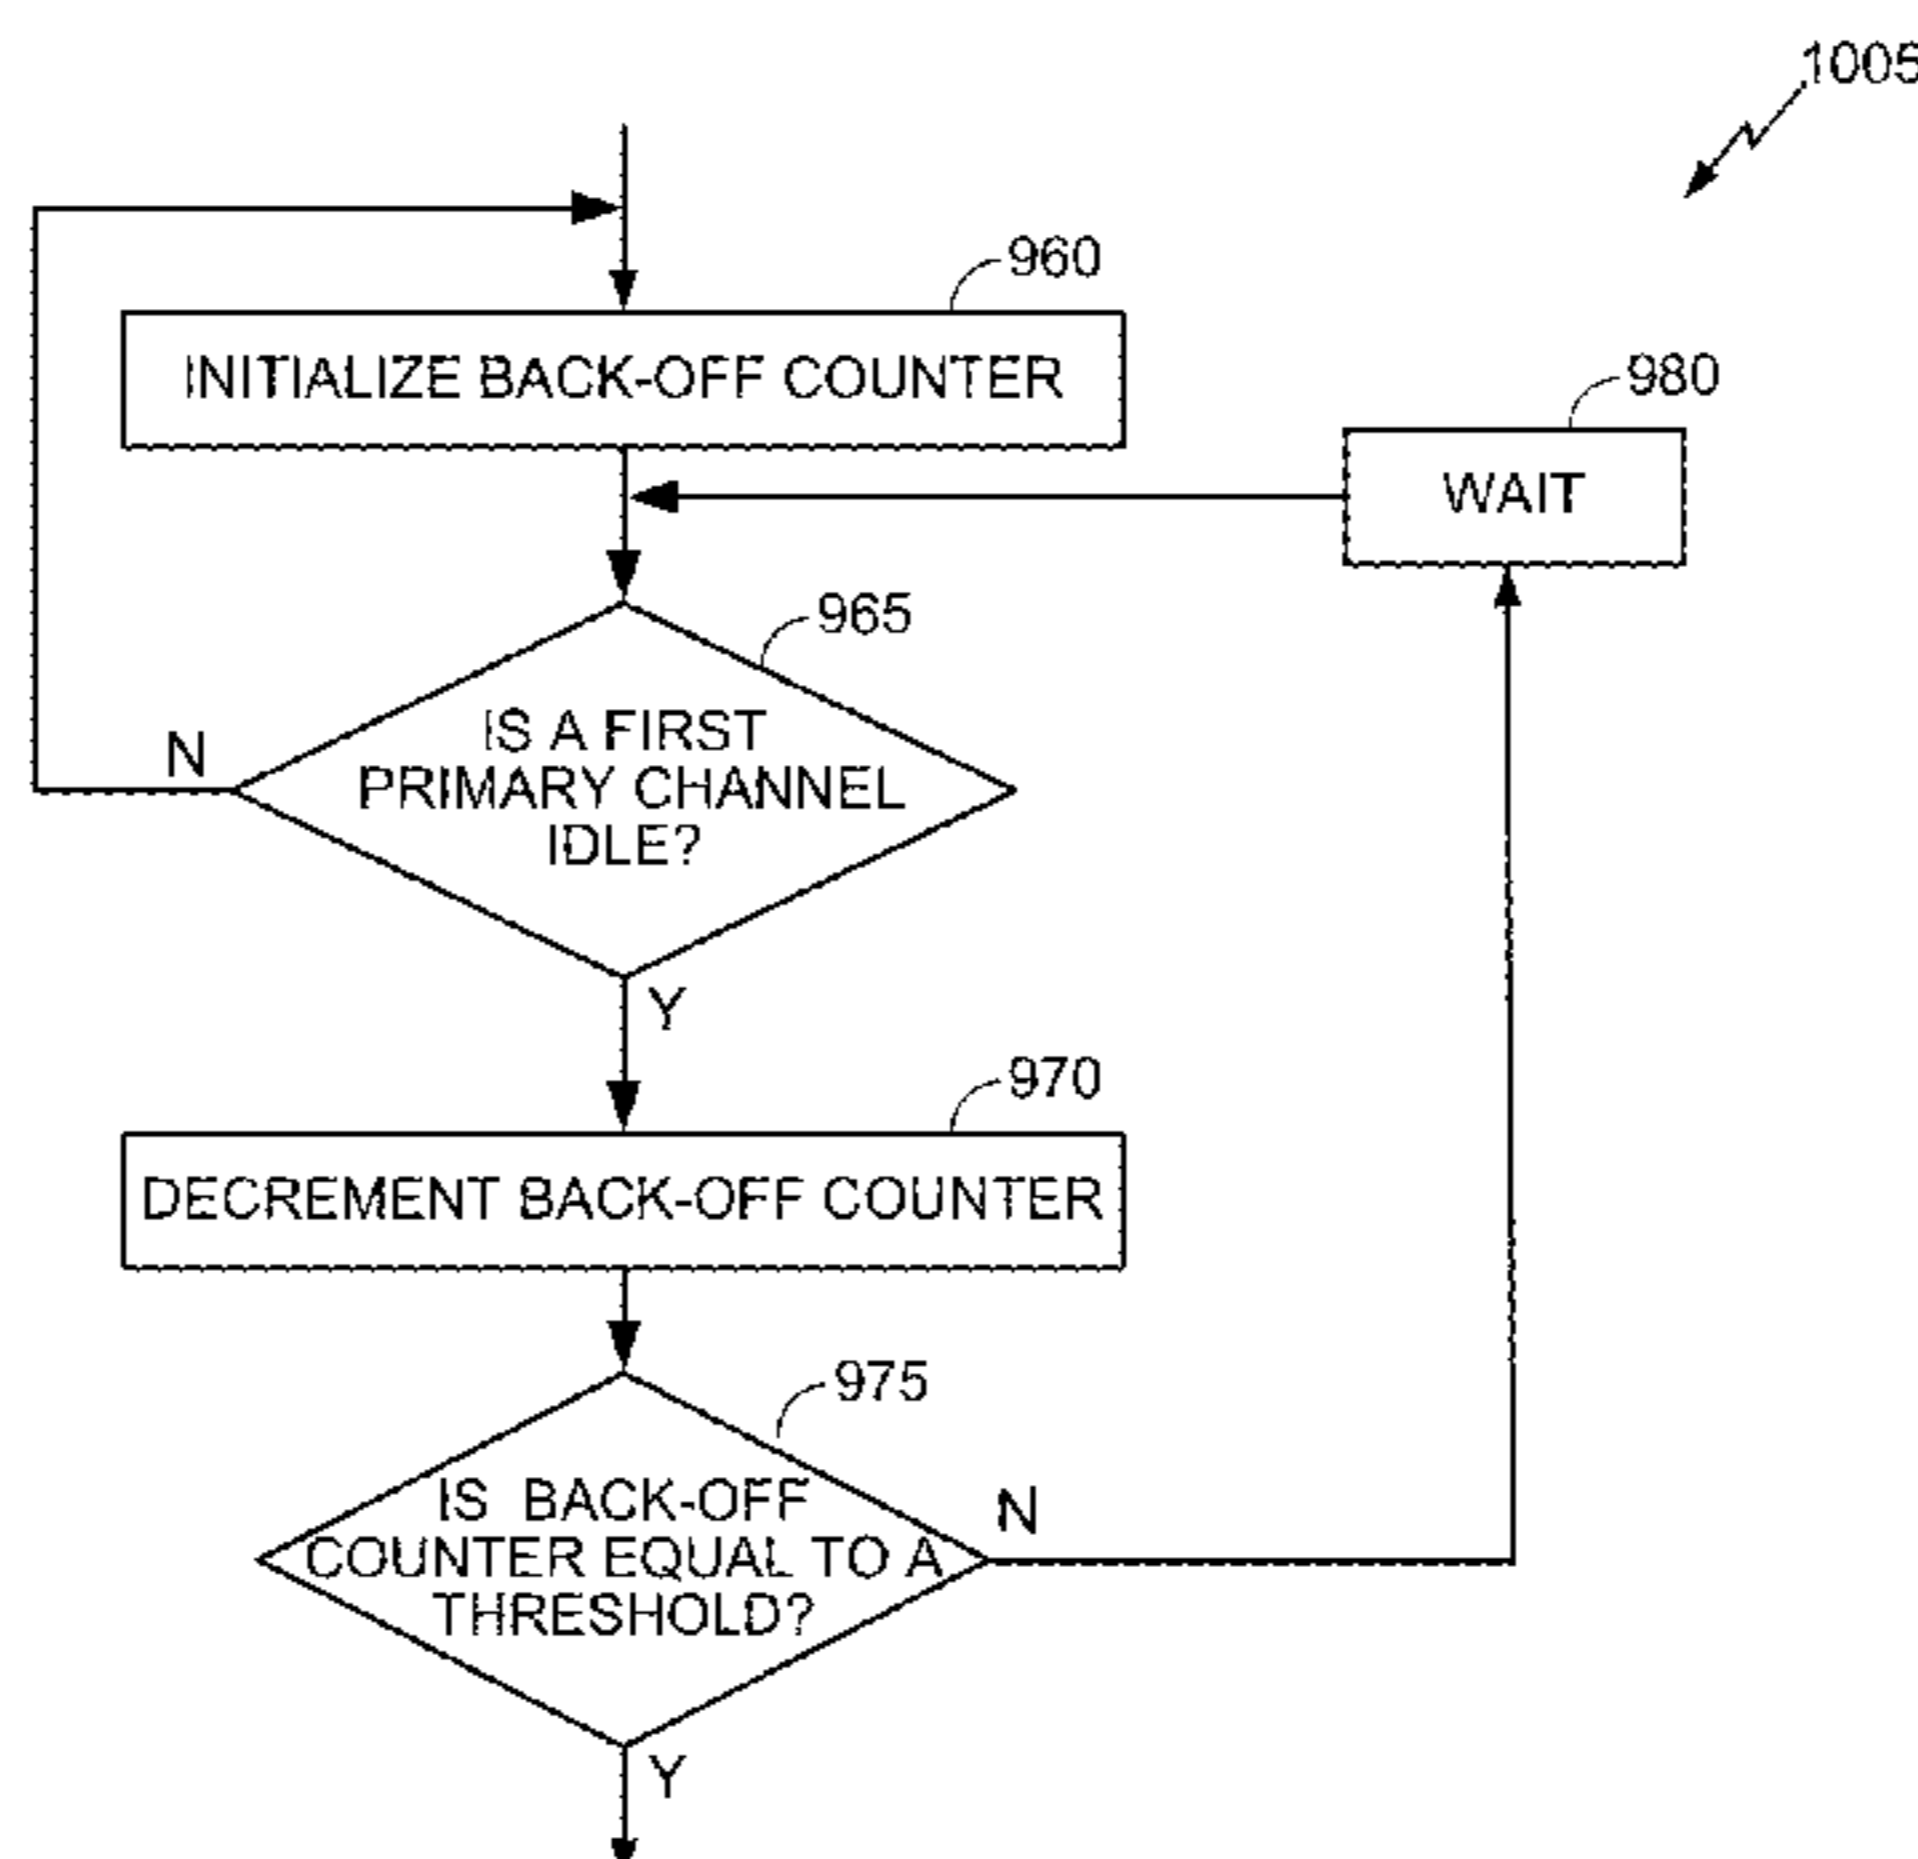 1005
960
INITIALIZE BACK-OFF COUNTER
980
WAIT
965
IS A FIRST
PRIMARY CHANNEL
IDLE?
N
Y
970
DECREMENT BACK-OFF COUNTER
975
IS BACK-OFF
COUNTER EQUAL TO A
THRESHOLD?
N
Y